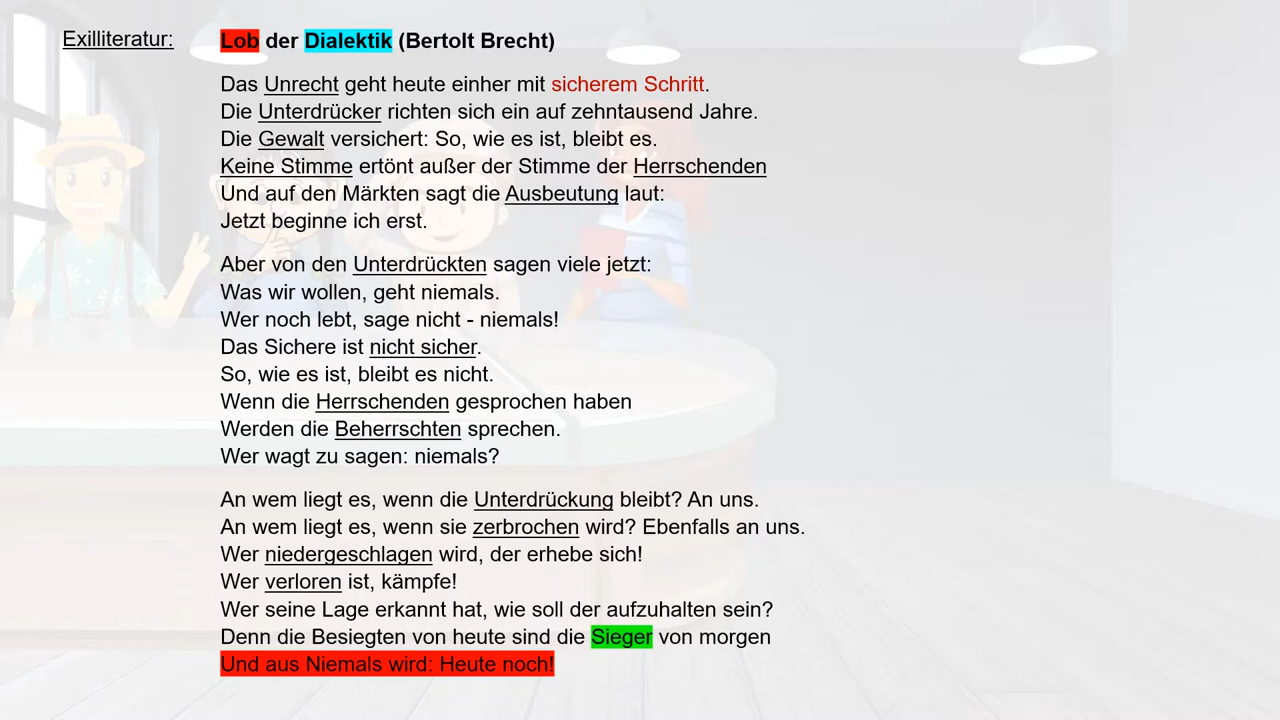 Exilliteratur:
Lob der Dialektik (Bertolt Brecht)
Das Unrecht geht heute einher mit sicherem Schritt.
Die Unterdrücker richten sich ein auf zehntausend Jahre.
Die Gewalt versichert: So, wie es ist, bleibt es.
Keine Stimme ertönt außer der Stimme der Herrschenden
Und auf den Märkten sagt die Ausbeutung laut:
Jetzt beginne ich erst.
Aber von den Unterdrückten sagen viele jetzt:
Was wir wollen, geht niemals.
Wer noch lebt, sage nicht - niemals!
Das Sichere ist nicht sicher.
So, wie es ist, bleibt es nicht.
Wenn die Herrschenden gesprochen haben
Werden die Beherrschten sprechen.
Wer wagt zu sagen: niemals?
An wem liegt es, wenn die Unterdrückung bleibt? An uns.
An wem liegt es, wenn sie zerbrochen wird? Ebenfalls an uns.
Wer niedergeschlagen wird, der erhebe sich!
Wer verloren ist, kämpfe!
Wer seine Lage erkannt hat, wie soll der aufzuhalten sein?
Denn die Besiegten von heute sind die Sieger von morgen
Und aus Niemals wird: Heute noch!